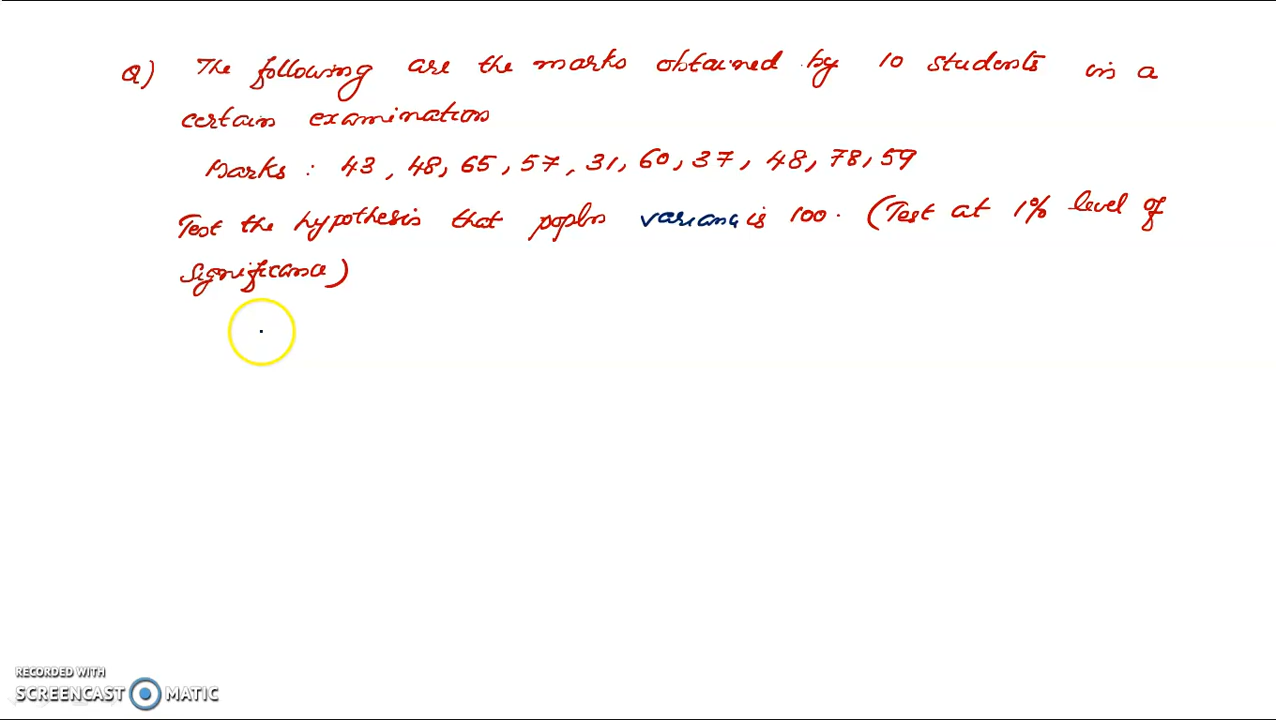 Q) The following are the marks obtained by 10 students in a
certain examination
Marks : 43, 48, 65, 57, 31, 60, 37, 48, 78, 59
Test the hypothesis that popln variance is 100. (Test at 1% level of
significance)
RECORDED WITH
SCREENCAST MATIC